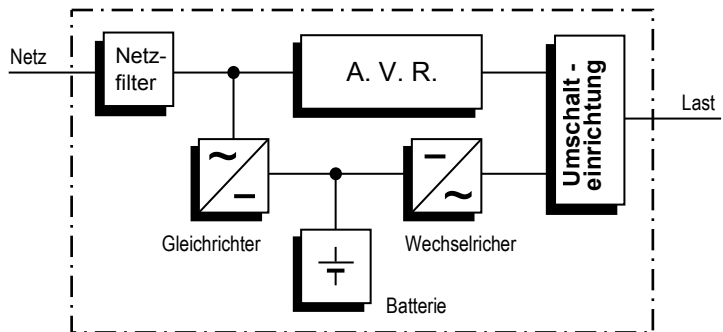 Netz
Netz-
filter
A. V. R.
Umschalt -
einrichtung
Last
Gleichrichter
Wechselricher
Batterie